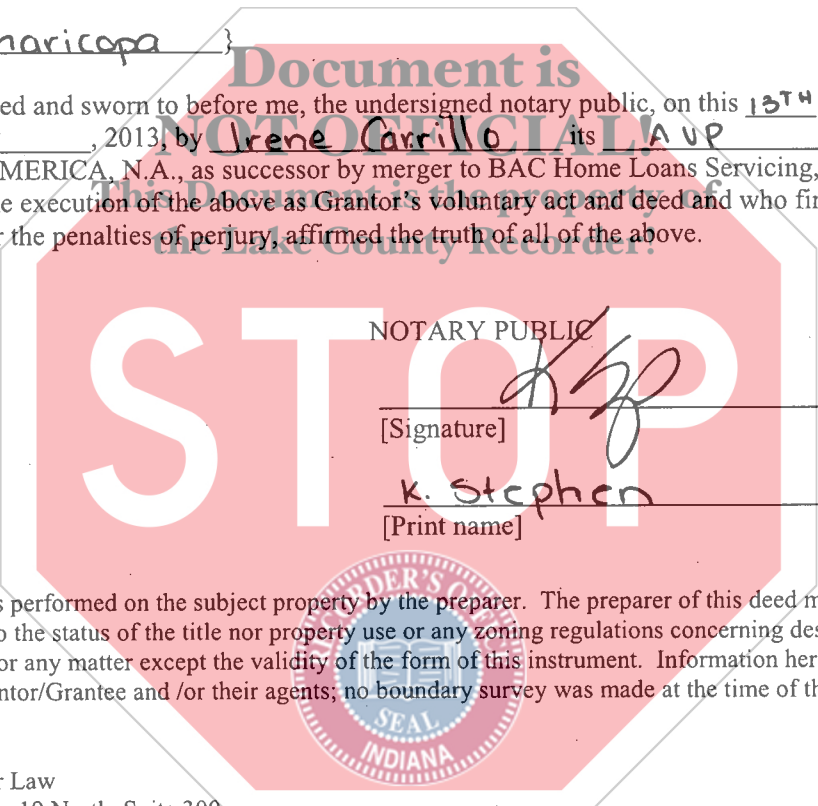 maricopa }
Document is
ed and sworn to before me, the undersigned notary public, on this 13TH
NOT OFFICIAL!
, 2013, by Irene Carrillo its AVP
MERICA, N.A., as successor by merger to BAC Home Loans Servicing,
This Document is the property of
e execution of the above as Grantor's voluntary act and deed and who fir
r the penalties of perjury, affirmed the truth of all of the above.
the Lake County Recorder!
NOTARY PUBLIC
STOP
[Signature]
K. Stephen
[Print name]
s performed on the subject property by the preparer. The preparer of this deed m
o the status of the title nor property use or any zoning regulations concerning des
or any matter except the validity of the form of this instrument. Information her
ntor/Grantee and /or their agents; no boundary survey was made at the time of th
RECORDER'S OFFICE
SEAL
INDIANA
r Law
10 North, Suite 300